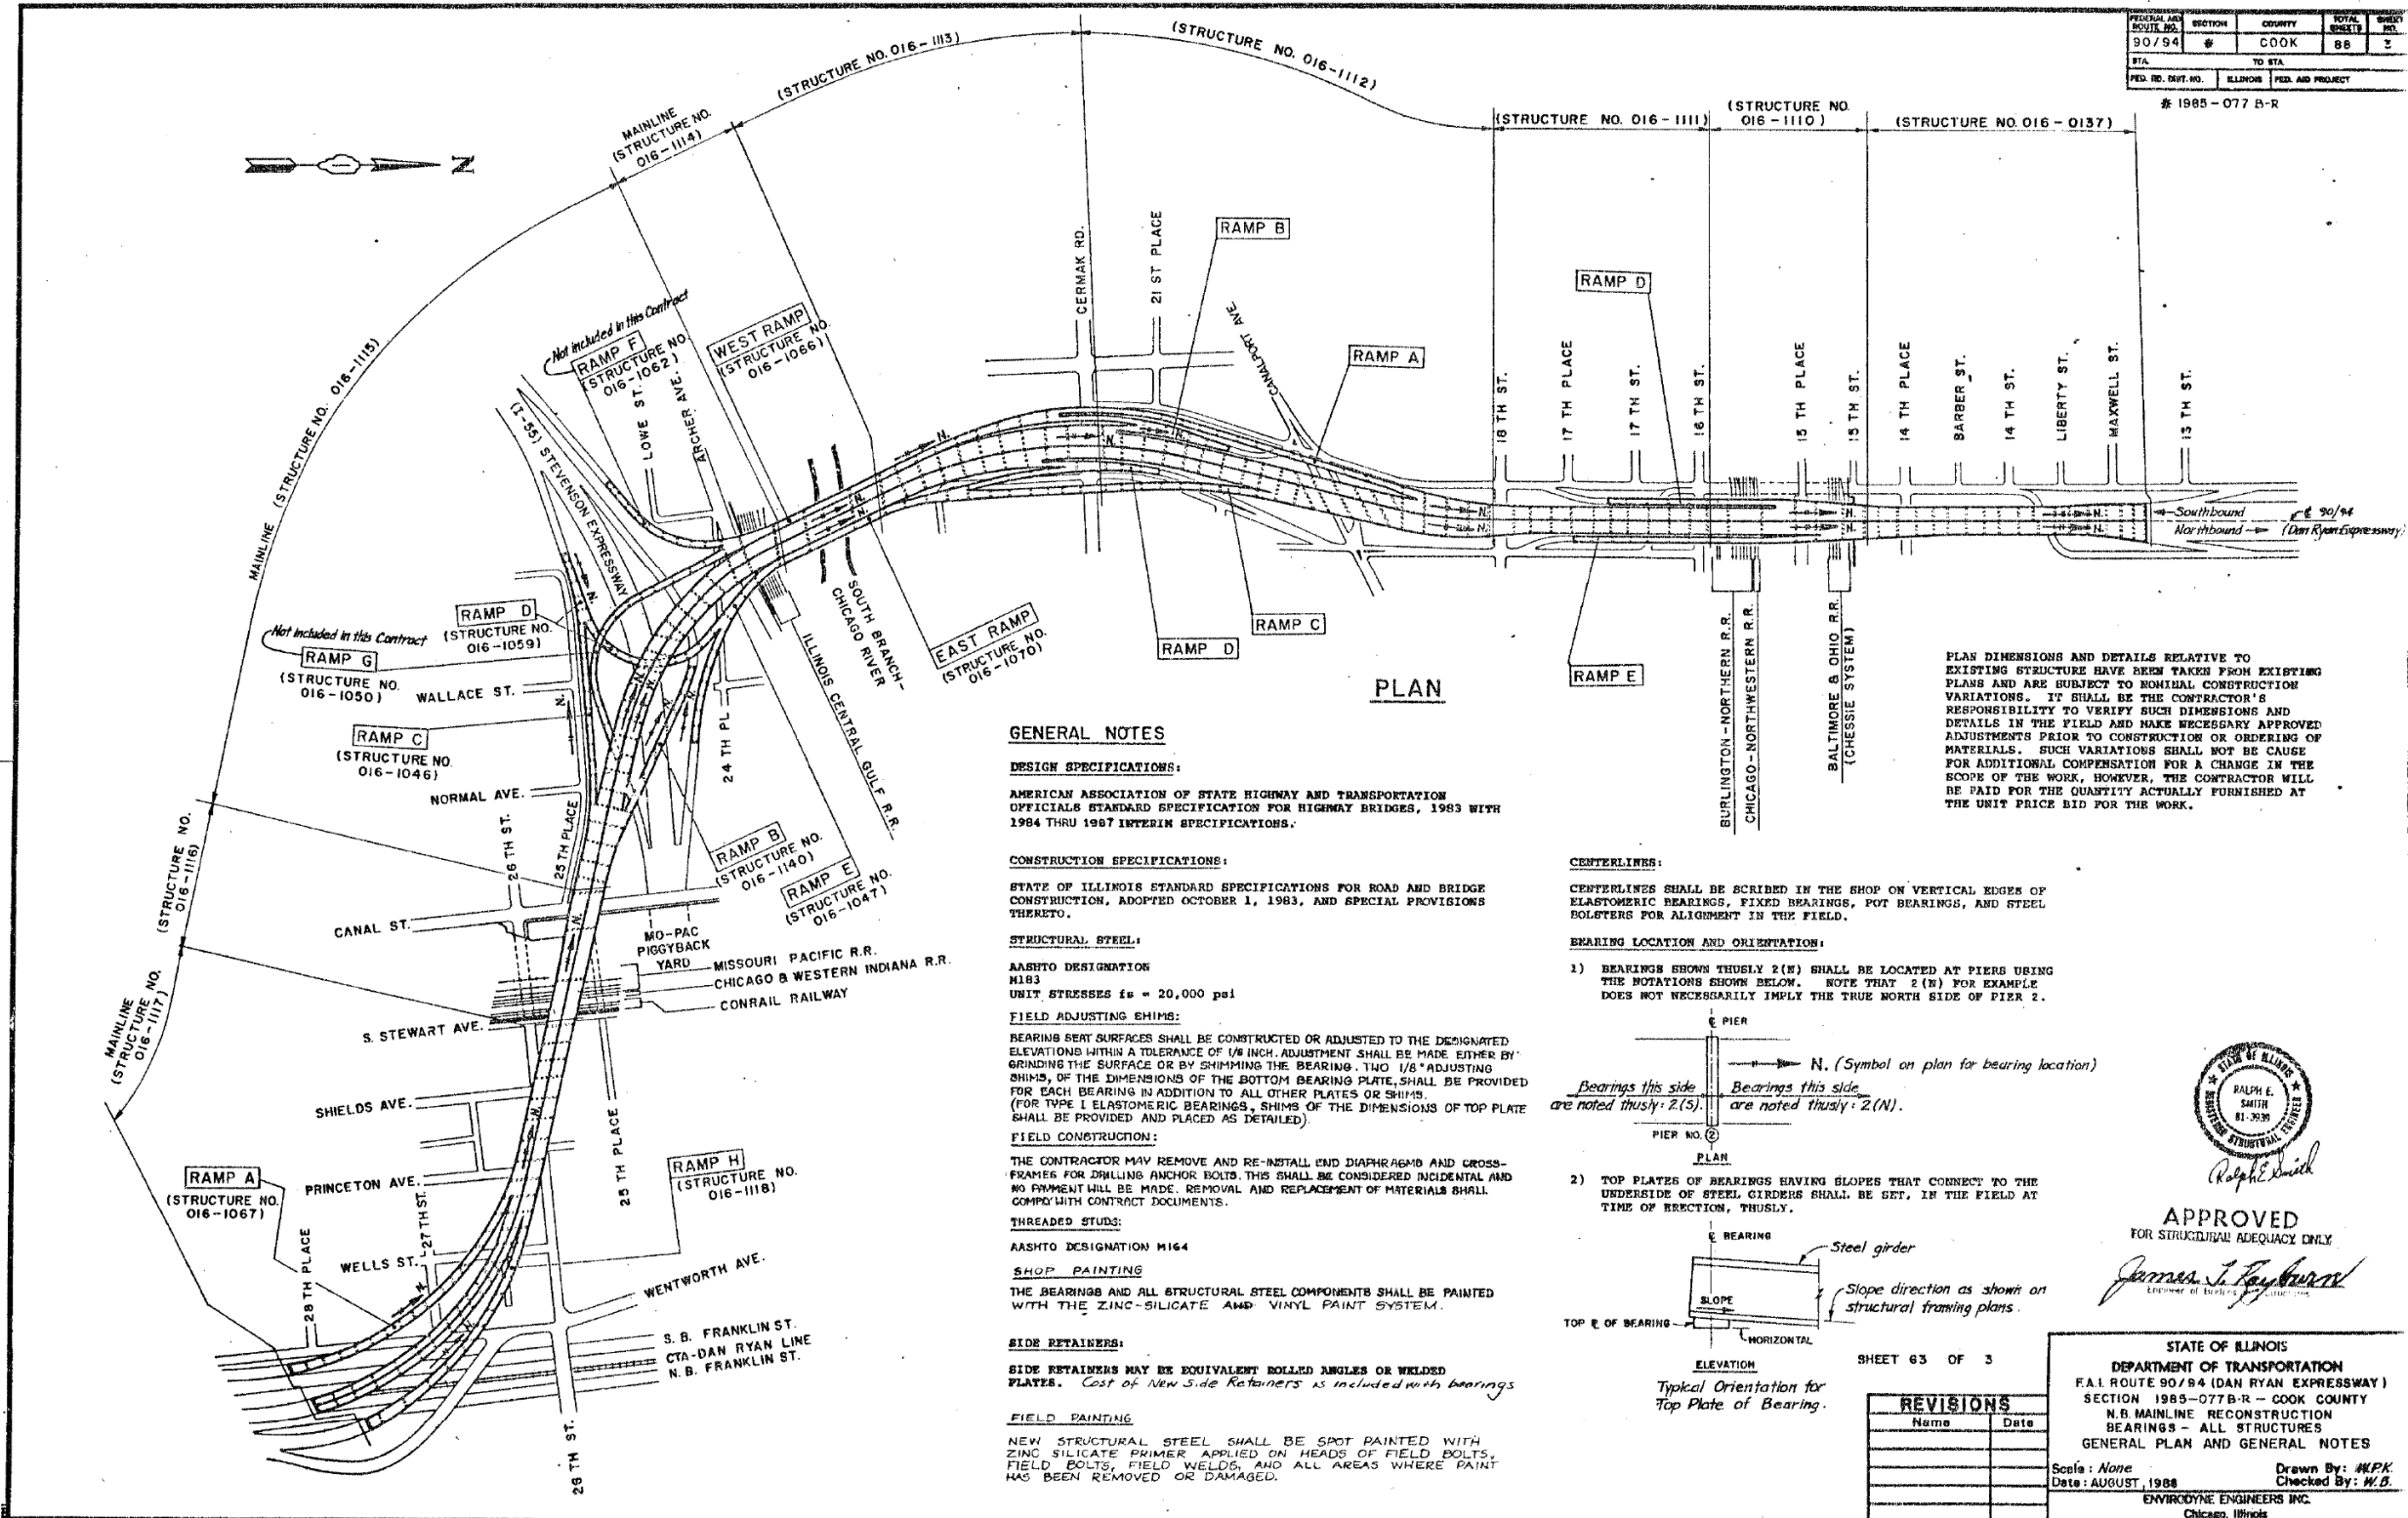 FEDERAL AID ROUTE NO.
SECTION
COUNTY
TOTAL SHEETS
SHEET NO.
90/94
*
COOK
88
3
STA.
TO STA.
FED. RD. DIST. NO.
ILLINOIS
FED. AID PROJECT
* 1985-077 B-R
(STRUCTURE NO. 016-1113)
(STRUCTURE NO. 016-1112)
MAINLINE
(STRUCTURE NO.
016-1114)
(STRUCTURE NO. 016-1111)
(STRUCTURE NO.
016-1110)
(STRUCTURE NO. 016-0137)
N
MAINLINE (STRUCTURE NO. 016-1115)
(STRUCTURE NO.
016-1116)
MAINLINE
(STRUCTURE NO.
016-1117)
Not included in this Contract
RAMP F
(STRUCTURE NO.
016-1062)
WEST RAMP
(STRUCTURE NO.
016-1066)
CERMAK RD.
21 ST PLACE
RAMP B
RAMP D
RAMP A
CANALPORT AVE.
18 TH ST.
17 TH PLACE
17 TH ST.
16 TH ST.
15 TH PLACE
15 TH ST.
14 TH PLACE
BARBER ST.
14 TH ST.
LIBERTY ST.
MAXWELL ST.
13 TH ST.
(I-55) STEVENSON EXPRESSWAY
LOWE ST.
ARCHER AVE.
Southbound
Northbound
℄ 90/94
(Dan Ryan Expressway)
SOUTH BRANCH-
CHICAGO RIVER
ILLINOIS CENTRAL GULF R.R.
EAST RAMP
(STRUCTURE NO.
016-1070)
RAMP D
RAMP C
RAMP E
BURLINGTON-NORTHERN R.R.
CHICAGO-NORTHWESTERN R.R.
BALTIMORE & OHIO R.R.
(CHESSIE SYSTEM)
Not included in this Contract
RAMP G
(STRUCTURE NO.
016-1050)
RAMP D
(STRUCTURE NO.
016-1059)
WALLACE ST.
RAMP C
(STRUCTURE NO.
016-1046)
NORMAL AVE.
26 TH ST.
25 TH PLACE
24 TH PL
RAMP B
(STRUCTURE NO.
016-1140)
RAMP E
(STRUCTURE NO.
016-1047)
CANAL ST.
MO-PAC
PIGGYBACK
YARD
MISSOURI PACIFIC R.R.
CHICAGO & WESTERN INDIANA R.R.
CONRAIL RAILWAY
S. STEWART AVE.
SHIELDS AVE.
25 TH PLACE
RAMP A
(STRUCTURE NO.
016-1067)
PRINCETON AVE.
27TH ST.
RAMP H
(STRUCTURE NO.
016-1118)
28 TH PLACE
WELLS ST.
WENTWORTH AVE.
S. B. FRANKLIN ST.
CTA-DAN RYAN LINE
N. B. FRANKLIN ST.
26 TH ST.
PLAN
GENERAL NOTES
DESIGN SPECIFICATIONS:
AMERICAN ASSOCIATION OF STATE HIGHWAY AND TRANSPORTATION
OFFICIALS STANDARD SPECIFICATION FOR HIGHWAY BRIDGES, 1983 WITH
1984 THRU 1987 INTERIM SPECIFICATIONS.
CONSTRUCTION SPECIFICATIONS:
STATE OF ILLINOIS STANDARD SPECIFICATIONS FOR ROAD AND BRIDGE
CONSTRUCTION, ADOPTED OCTOBER 1, 1983, AND SPECIAL PROVISIONS
THERETO.
STRUCTURAL STEEL:
AASHTO DESIGNATION
M183
UNIT STRESSES fs = 20,000 psi
FIELD ADJUSTING SHIMS:
BEARING SEAT SURFACES SHALL BE CONSTRUCTED OR ADJUSTED TO THE DESIGNATED
ELEVATIONS WITHIN A TOLERANCE OF 1/8 INCH. ADJUSTMENT SHALL BE MADE EITHER BY
GRINDING THE SURFACE OR BY SHIMMING THE BEARING. TWO 1/8" ADJUSTING
SHIMS, OF THE DIMENSIONS OF THE BOTTOM BEARING PLATE, SHALL BE PROVIDED
FOR EACH BEARING IN ADDITION TO ALL OTHER PLATES OR SHIMS.
(FOR TYPE I ELASTOMERIC BEARINGS, SHIMS OF THE DIMENSIONS OF TOP PLATE
SHALL BE PROVIDED AND PLACED AS DETAILED).
FIELD CONSTRUCTION:
THE CONTRACTOR MAY REMOVE AND RE-INSTALL END DIAPHRAGMS AND CROSS-
FRAMES FOR DRILLING ANCHOR BOLTS. THIS SHALL BE CONSIDERED INCIDENTAL AND
NO PAYMENT WILL BE MADE. REMOVAL AND REPLACEMENT OF MATERIALS SHALL
COMPLY WITH CONTRACT DOCUMENTS.
THREADED STUDS:
AASHTO DESIGNATION M164
SHOP PAINTING
THE BEARINGS AND ALL STRUCTURAL STEEL COMPONENTS SHALL BE PAINTED
WITH THE ZINC-SILICATE AND VINYL PAINT SYSTEM.
SIDE RETAINERS:
SIDE RETAINERS MAY BE EQUIVALENT ROLLED ANGLES OR WELDED
PLATES. Cost of New Side Retainers is included with bearings
FIELD PAINTING
NEW STRUCTURAL STEEL SHALL BE SPOT PAINTED WITH
ZINC SILICATE PRIMER APPLIED ON HEADS OF FIELD BOLTS,
FIELD BOLTS, FIELD WELDS, AND ALL AREAS WHERE PAINT
HAS BEEN REMOVED OR DAMAGED.
PLAN DIMENSIONS AND DETAILS RELATIVE TO
EXISTING STRUCTURE HAVE BEEN TAKEN FROM EXISTING
PLANS AND ARE SUBJECT TO NOMINAL CONSTRUCTION
VARIATIONS. IT SHALL BE THE CONTRACTOR'S
RESPONSIBILITY TO VERIFY SUCH DIMENSIONS AND
DETAILS IN THE FIELD AND MAKE NECESSARY APPROVED
ADJUSTMENTS PRIOR TO CONSTRUCTION OR ORDERING OF
MATERIALS. SUCH VARIATIONS SHALL NOT BE CAUSE
FOR ADDITIONAL COMPENSATION FOR A CHANGE IN THE
SCOPE OF THE WORK, HOWEVER, THE CONTRACTOR WILL
BE PAID FOR THE QUANTITY ACTUALLY FURNISHED AT
THE UNIT PRICE BID FOR THE WORK.
CENTERLINES:
CENTERLINES SHALL BE SCRIBED IN THE SHOP ON VERTICAL EDGES OF
ELASTOMERIC BEARINGS, FIXED BEARINGS, POT BEARINGS, AND STEEL
BOLSTERS FOR ALIGNMENT IN THE FIELD.
BEARING LOCATION AND ORIENTATION:
1) BEARINGS SHOWN THUSLY 2(N) SHALL BE LOCATED AT PIERS USING
THE NOTATIONS SHOWN BELOW. NOTE THAT 2(N) FOR EXAMPLE
DOES NOT NECESSARILY IMPLY THE TRUE NORTH SIDE OF PIER 2.
℄ PIER
N. (Symbol on plan for bearing location)
Bearings this side
are noted thusly: 2(S).
Bearings this side
are noted thusly: 2(N).
PIER NO. 2
PLAN
2) TOP PLATES OF BEARINGS HAVING SLOPES THAT CONNECT TO THE
UNDERSIDE OF STEEL GIRDERS SHALL BE SET, IN THE FIELD AT
TIME OF ERECTION, THUSLY.
℄ BEARING
Steel girder
SLOPE
Slope direction as shown on
structural framing plans.
TOP ℄ OF BEARING
HORIZONTAL
ELEVATION
Typical Orientation for
Top Plate of Bearing.
STATE OF ILLINOIS
RALPH E.
SMITH
81-3939
REGISTERED STRUCTURAL ENGINEER
Ralph E Smith
APPROVED
FOR STRUCTURAL ADEQUACY ONLY
SHEET 63 OF 3
REVISIONS
Name
Date
STATE OF ILLINOIS
DEPARTMENT OF TRANSPORTATION
F.A.I. ROUTE 90/94 (DAN RYAN EXPRESSWAY)
SECTION 1985-077B-R - COOK COUNTY
N.B. MAINLINE RECONSTRUCTION
BEARINGS - ALL STRUCTURES
GENERAL PLAN AND GENERAL NOTES
Scale: None
Drawn By: W.P.K.
Date: AUGUST, 1988
Checked By: W.B.
ENVIRODYNE ENGINEERS INC.
Chicago, Illinois